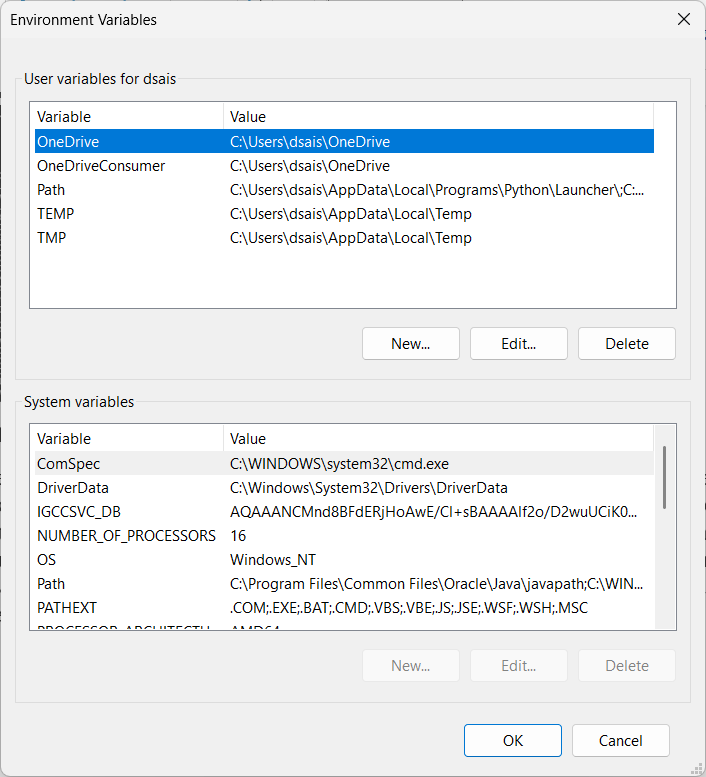 Environment Variables
User variables for dsais
Variable Value
OneDrive C:\Users\dsais\OneDrive
OneDriveConsumer C:\Users\dsais\OneDrive
Path C:\Users\dsais\AppData\Local\Programs\Python\Launcher\;C:...
TEMP C:\Users\dsais\AppData\Local\Temp
TMP C:\Users\dsais\AppData\Local\Temp
New... Edit... Delete
System variables
Variable Value
ComSpec C:\WINDOWS\system32\cmd.exe
DriverData C:\Windows\System32\Drivers\DriverData
IGCCSVC_DB AQAAANCMnd8BFdERjHoAwE/Cl+sBAAAAIf2o/D2wuUCiK0...
NUMBER_OF_PROCESSORS 16
OS Windows_NT
Path C:\Program Files\Common Files\Oracle\Java\javapath;C:\WIN...
PATHEXT .COM;.EXE;.BAT;.CMD;.VBS;.VBE;.JS;.JSE;.WSF;.WSH;.MSC
AMD64
New... Edit... Delete
OK Cancel